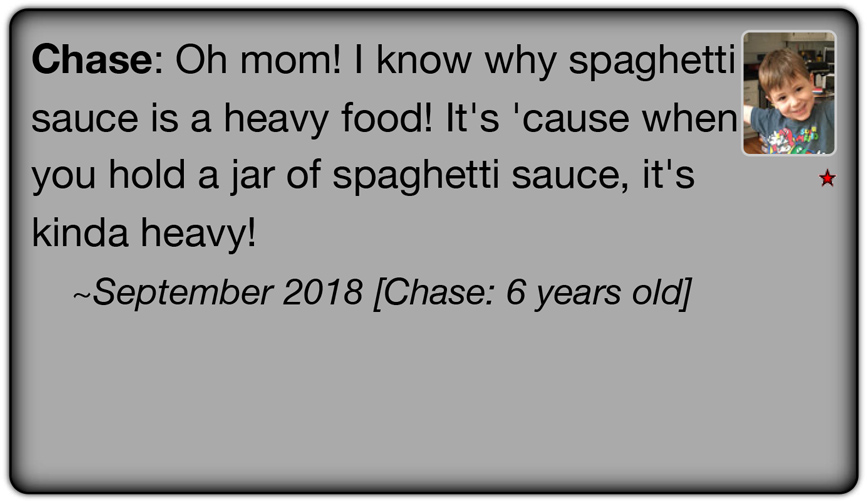 Chase: Oh mom! I know why spaghetti
sauce is a heavy food! It's 'cause when
you hold a jar of spaghetti sauce, it's
kinda heavy!
~September 2018 [Chase: 6 years old]